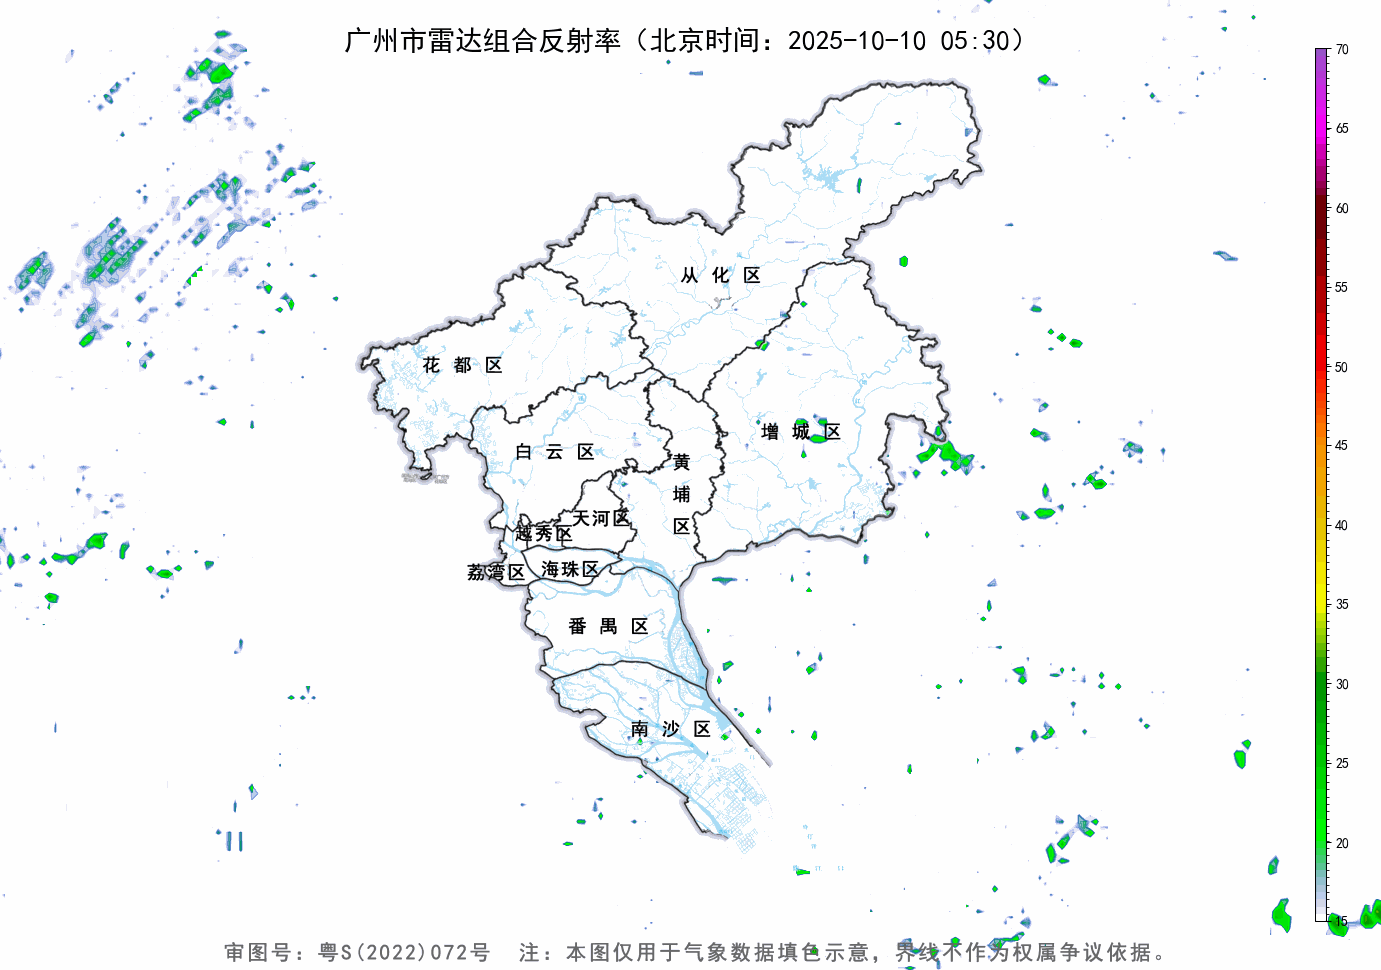 广州市雷达组合反射率（北京时间：2025-10-10 05:30）
70
65
60
55
50
45
40
35
30
25
20
15
从化区
花都区
增城区
白云区
黄埔区
天河区
越秀区
荔湾区
海珠区
番禺区
南沙区
审图号：粤S(2022)072号 注：本图仅用于气象数据填色示意，界线不作为权属争议依据。